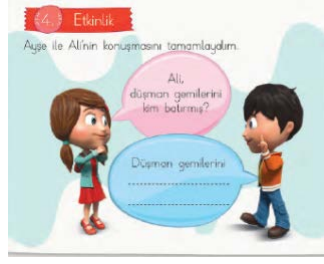 4. Etkinlik
Ayşe ile Ali'nin konuşmasını tamamlayalım.
Ali,
düşman gemilerini
kim batırmış?
Düşman gemilerini